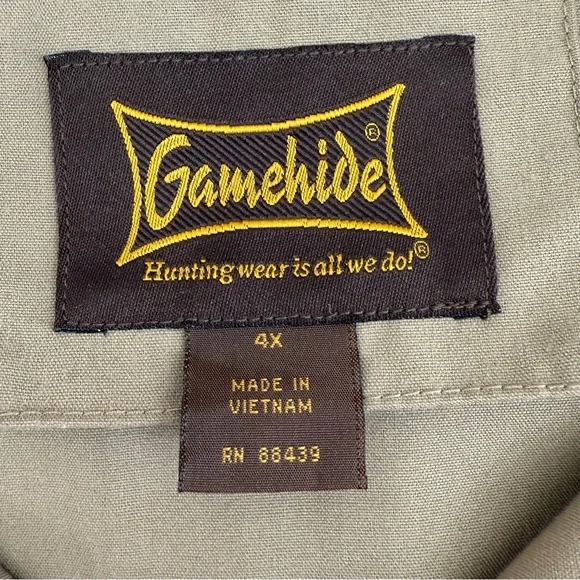 Gamehide®
Hunting wear is all we do!®
4X
MADE IN
VIETNAM
RN 88439